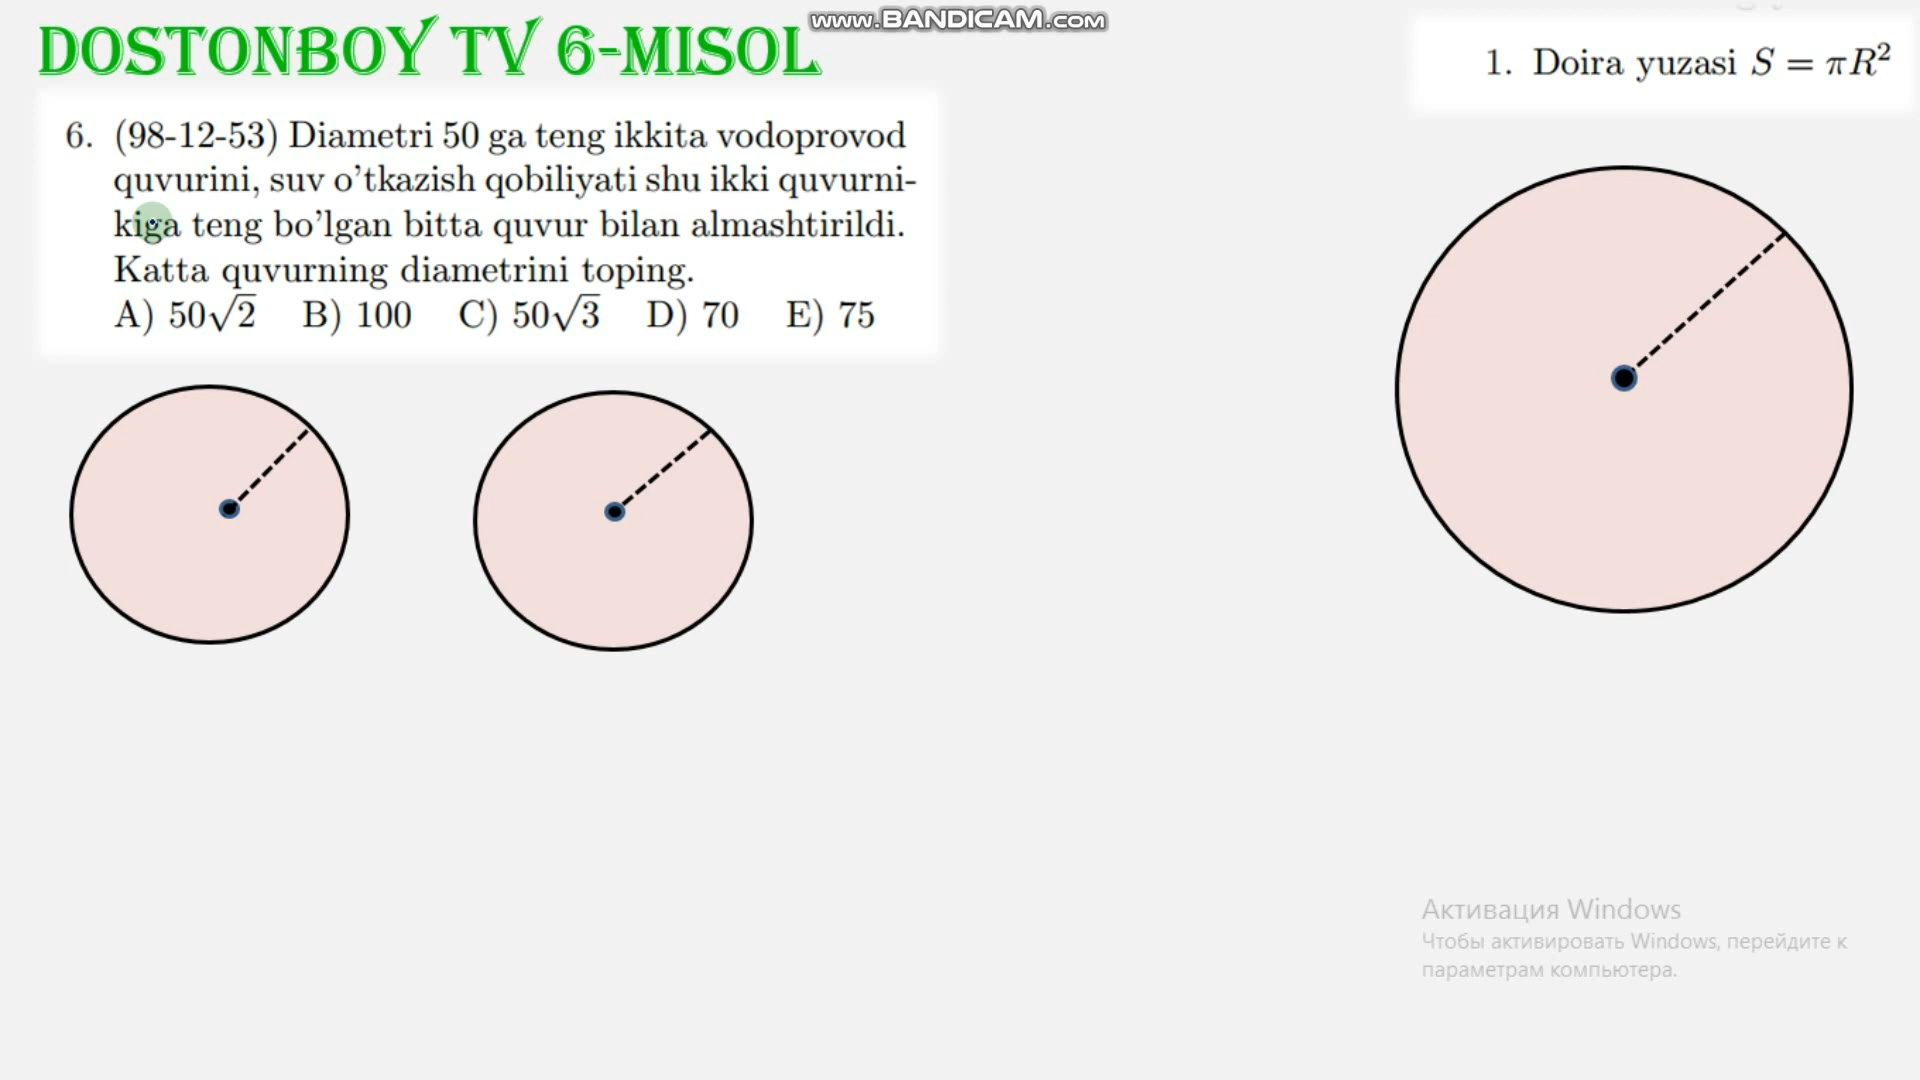 www.BANDICAM.com
DOSTONBOY TV 6-MISOL
1. Doira yuzasi S = πR²
6. (98-12-53) Diametri 50 ga teng ikkita vodoprovod
quvurini, suv o'tkazish qobiliyati shu ikki quvurni-
kiga teng bo'lgan bitta quvur bilan almashtirildi.
Katta quvurning diametrini toping.
A) 50√2 B) 100 C) 50√3 D) 70 E) 75
Активация Windows
Чтобы активировать Windows, перейдите к
параметрам компьютера.